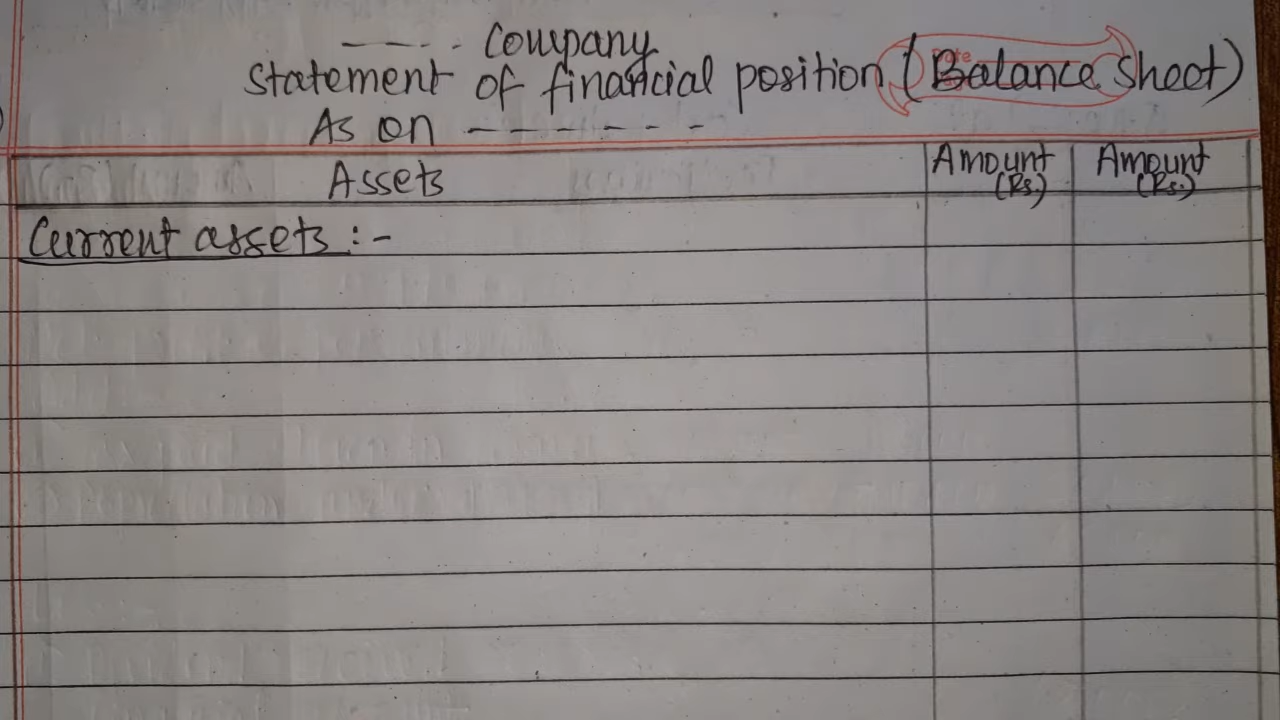 ----- Company
Statement of financial position (Balance sheet)
As on -------
Assets
Amount (Rs.)
Amount (Rs.)
Current assets :-